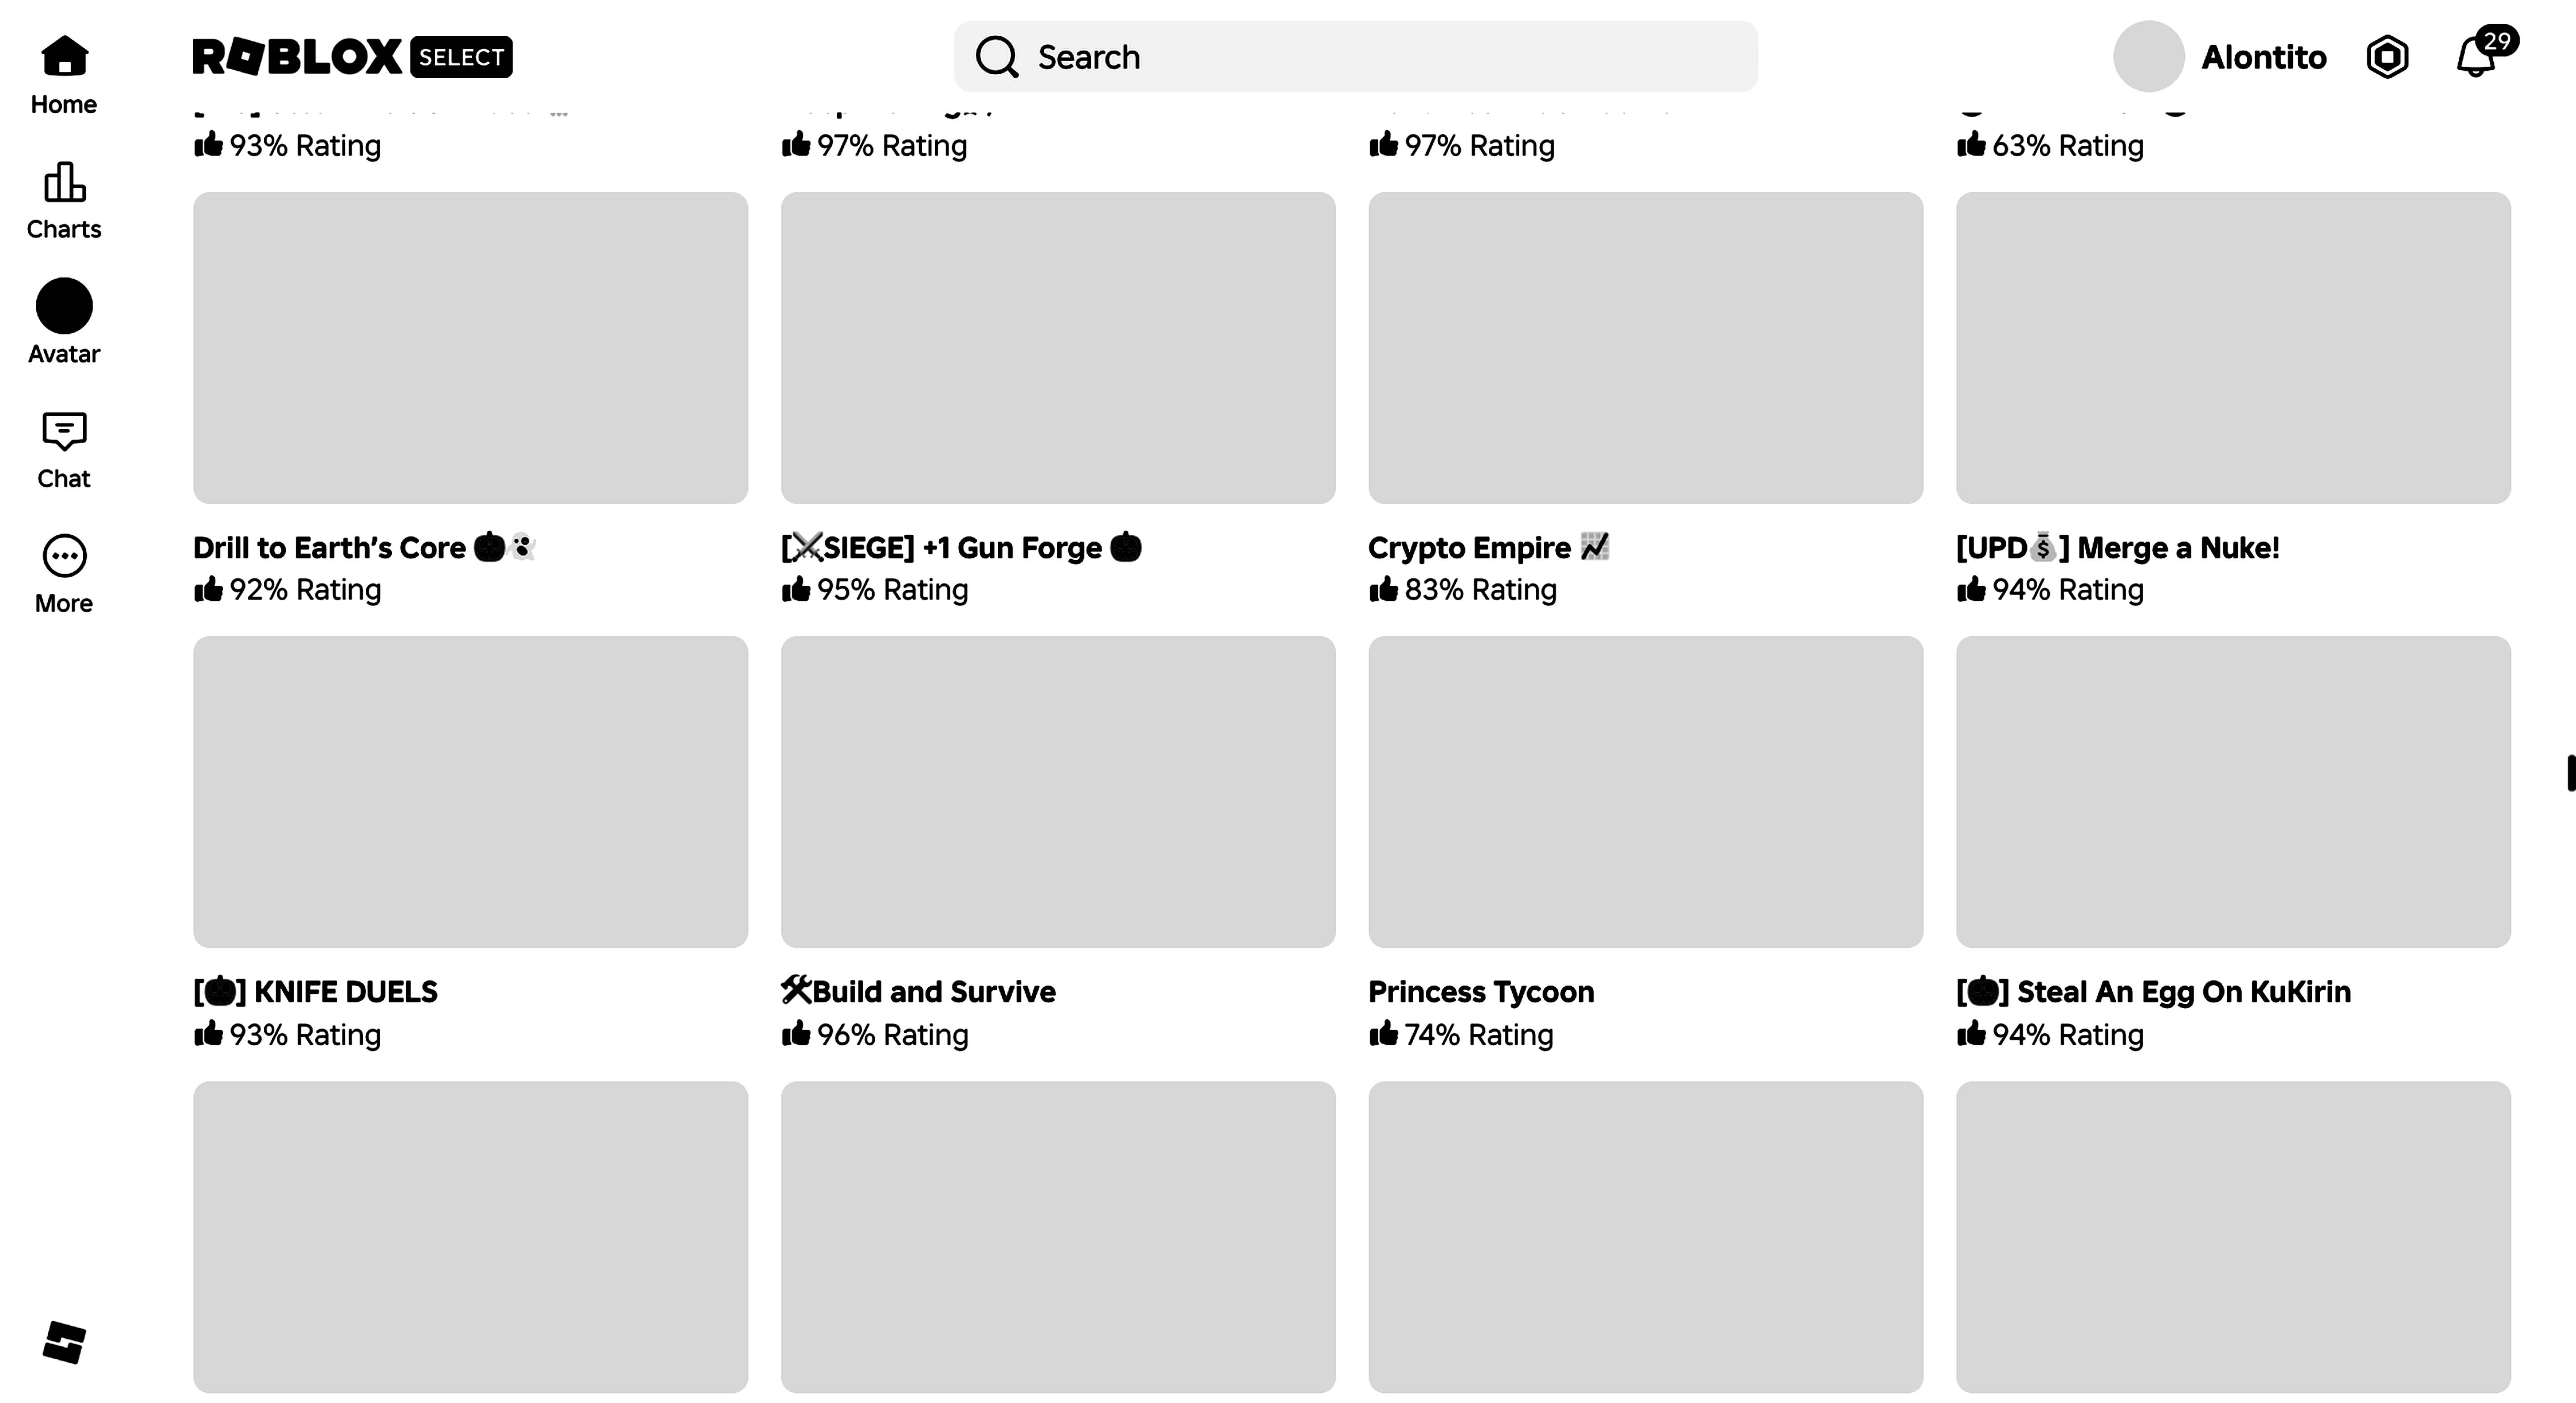 Home
Charts
Avatar
Chat
More
ROBLOX SELECT
Search
Alontito
29
93% Rating
97% Rating
97% Rating
63% Rating
Drill to Earth's Core 🎃👻
92% Rating
[⚔️SIEGE] +1 Gun Forge 🎃
95% Rating
Crypto Empire 📈
83% Rating
[UPD💰] Merge a Nuke!
94% Rating
[🎃] KNIFE DUELS
93% Rating
🛠️Build and Survive
96% Rating
Princess Tycoon
74% Rating
[🎃] Steal An Egg On KuKirin
94% Rating